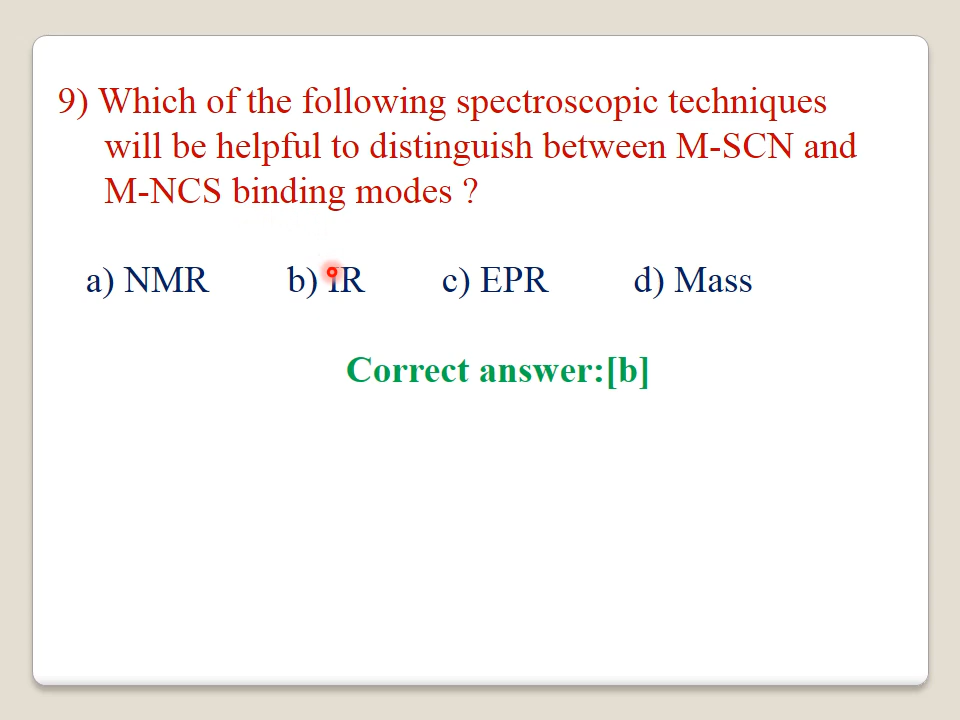 9) Which of the following spectroscopic techniques
will be helpful to distinguish between M-SCN and
M-NCS binding modes ?
a) NMR b) IR c) EPR d) Mass
Correct answer:[b]